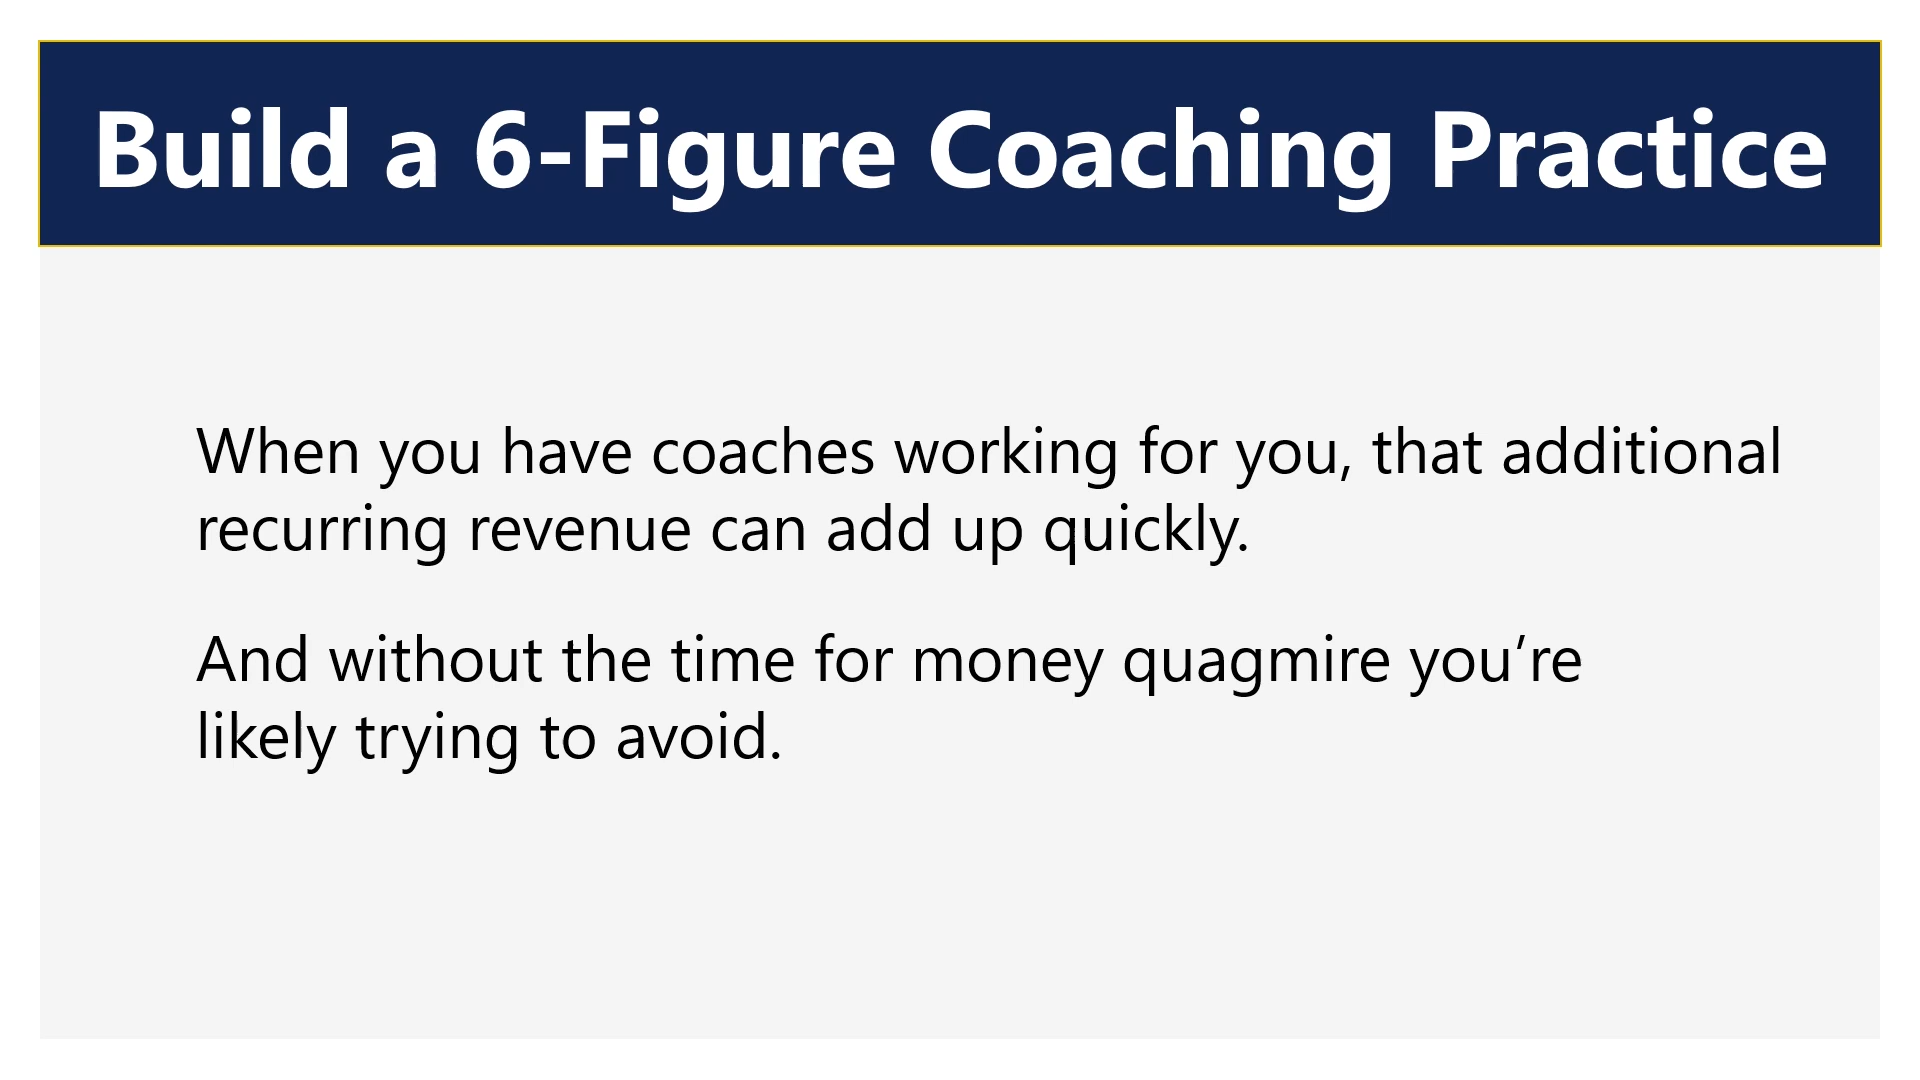 Build a 6-Figure Coaching Practice
When you have coaches working for you, that additional
recurring revenue can add up quickly.
And without the time for money quagmire you’re
likely trying to avoid.